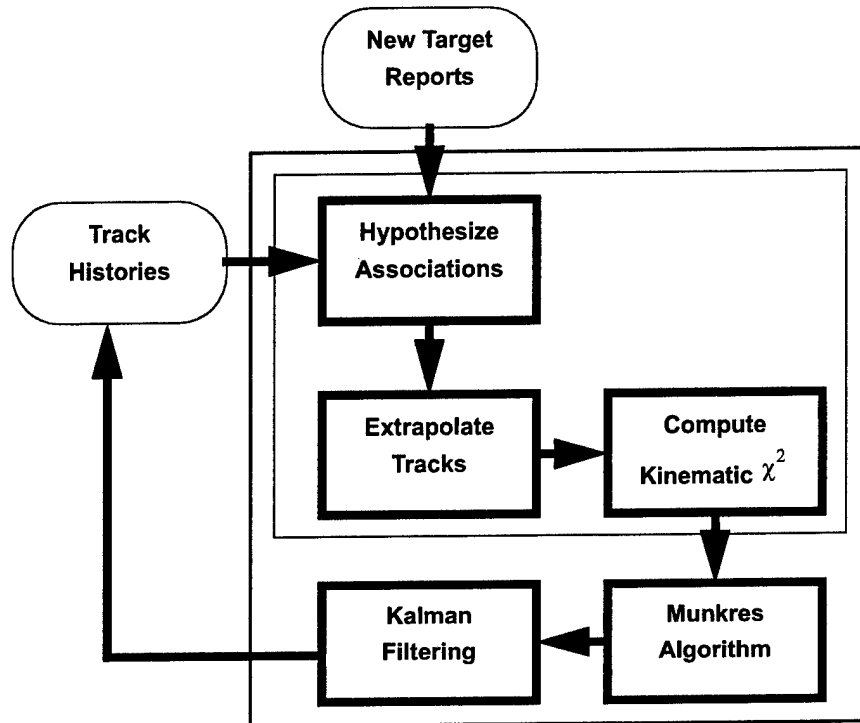 New Target
Reports
Track
Histories
Hypothesize
Associations
Extrapolate
Tracks
Compute
Kinematic χ²
Kalman
Filtering
Munkres
Algorithm